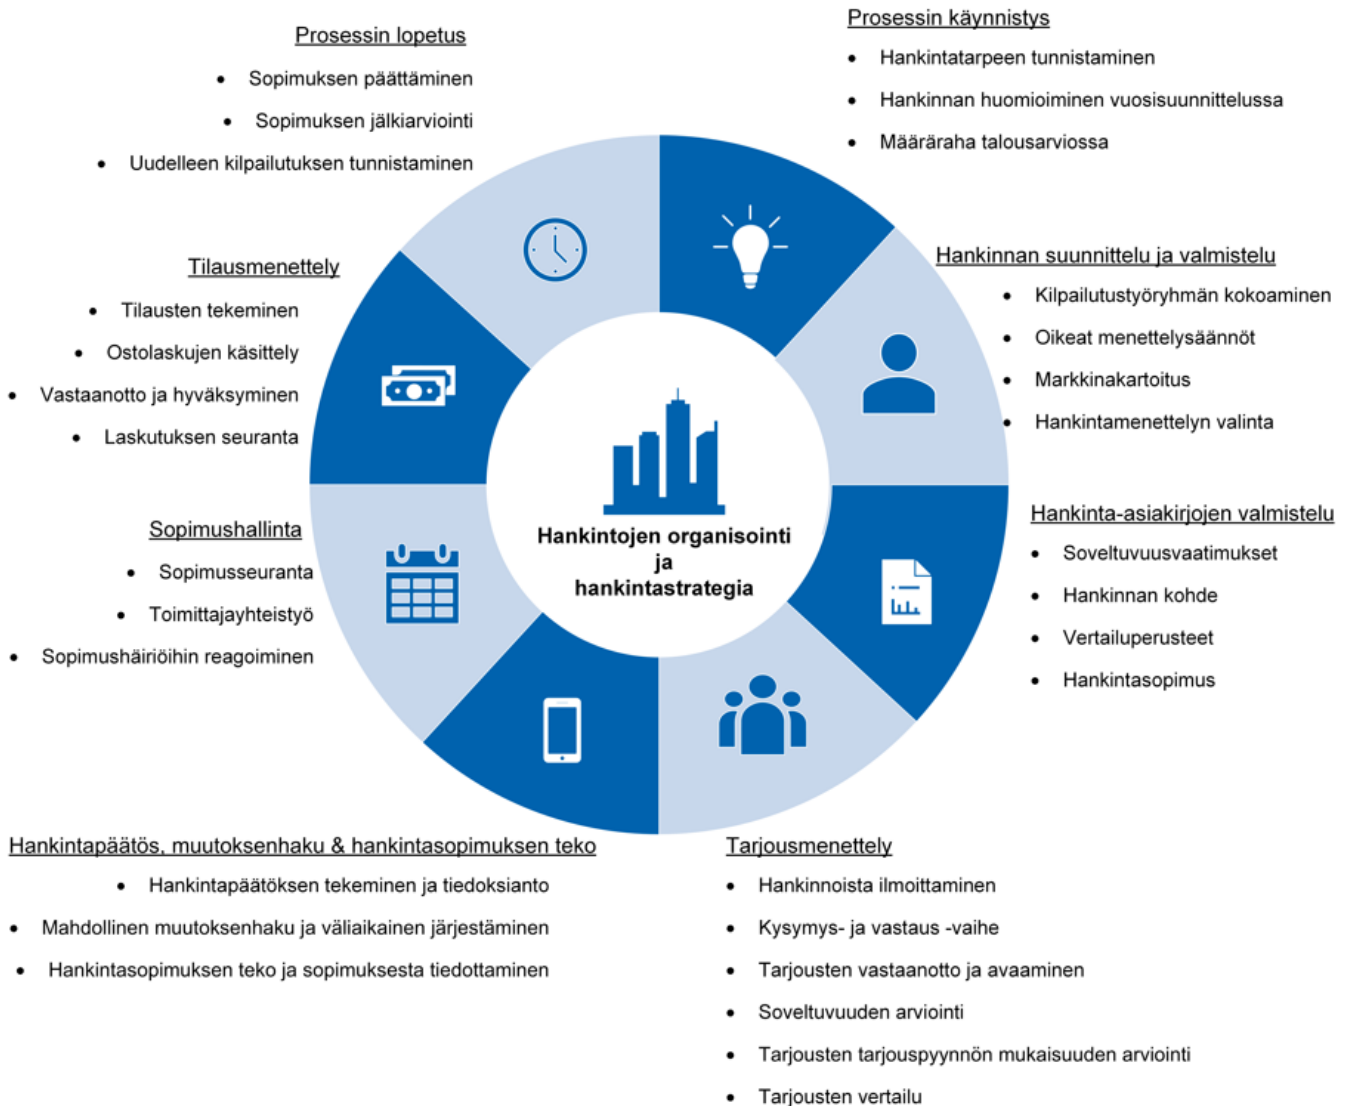 Prosessin käynnistys
• Hankintatarpeen tunnistaminen
• Hankinnan huomioiminen vuosisuunnittelussa
• Määräraha talousarviossa
Hankinnan suunnittelu ja valmistelu
• Kilpailutustyöryhmän kokoaminen
• Oikeat menettelysäännöt
• Markkinakartoitus
• Hankintamenettelyn valinta
Hankinta-asiakirjojen valmistelu
• Soveltuvuusvaatimukset
• Hankinnan kohde
• Vertailuperusteet
• Hankintasopimus
Tarjousmenettely
• Hankinnoista ilmoittaminen
• Kysymys- ja vastaus -vaihe
• Tarjousten vastaanotto ja avaaminen
• Soveltuvuuden arviointi
• Tarjousten tarjouspyynnön mukaisuuden arviointi
• Tarjousten vertailu
Hankintapäätös, muutoksenhaku & hankintasopimuksen teko
• Hankintapäätöksen tekeminen ja tiedoksianto
• Mahdollinen muutoksenhaku ja väliaikainen järjestäminen
• Hankintasopimuksen teko ja sopimuksesta tiedottaminen
Sopimushallinta
• Sopimusseuranta
• Toimittajayhteistyö
• Sopimushäiriöihin reagoiminen
Tilausmenettely
• Tilausten tekeminen
• Ostolaskujen käsittely
• Vastaanotto ja hyväksyminen
• Laskutuksen seuranta
Prosessin lopetus
• Sopimuksen päättäminen
• Sopimuksen jälkiarviointi
• Uudelleen kilpailutuksen tunnistaminen
Hankintojen organisointi
ja
hankintastrategia